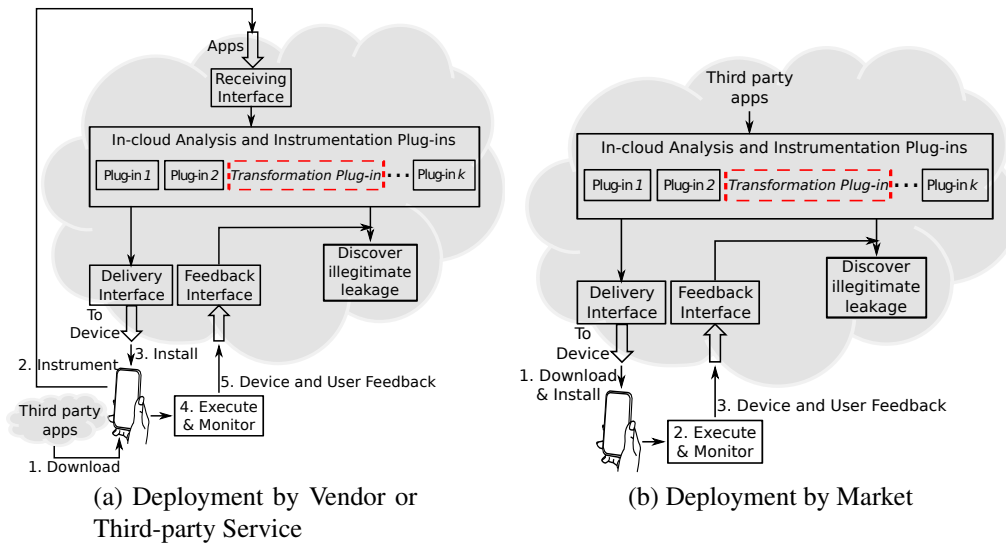 Apps
Receiving
Interface
In-cloud Analysis and Instrumentation Plug-ins
Plug-in 1 Plug-in 2 Transformation Plug-in ··· Plug-in k
Delivery
Interface
Feedback
Interface
Discover
illegitimate
leakage
To
Device
3. Install
2. Instrument
5. Device and User Feedback
Third party
apps
4. Execute
& Monitor
1. Download
(a) Deployment by Vendor or
Third-party Service
Third party
apps
In-cloud Analysis and Instrumentation Plug-ins
Plug-in 1 Plug-in 2 Transformation Plug-in ··· Plug-in k
Delivery
Interface
Feedback
Interface
Discover
illegitimate
leakage
To
Device
1. Download
& Install
3. Device and User Feedback
2. Execute
& Monitor
(b) Deployment by Market